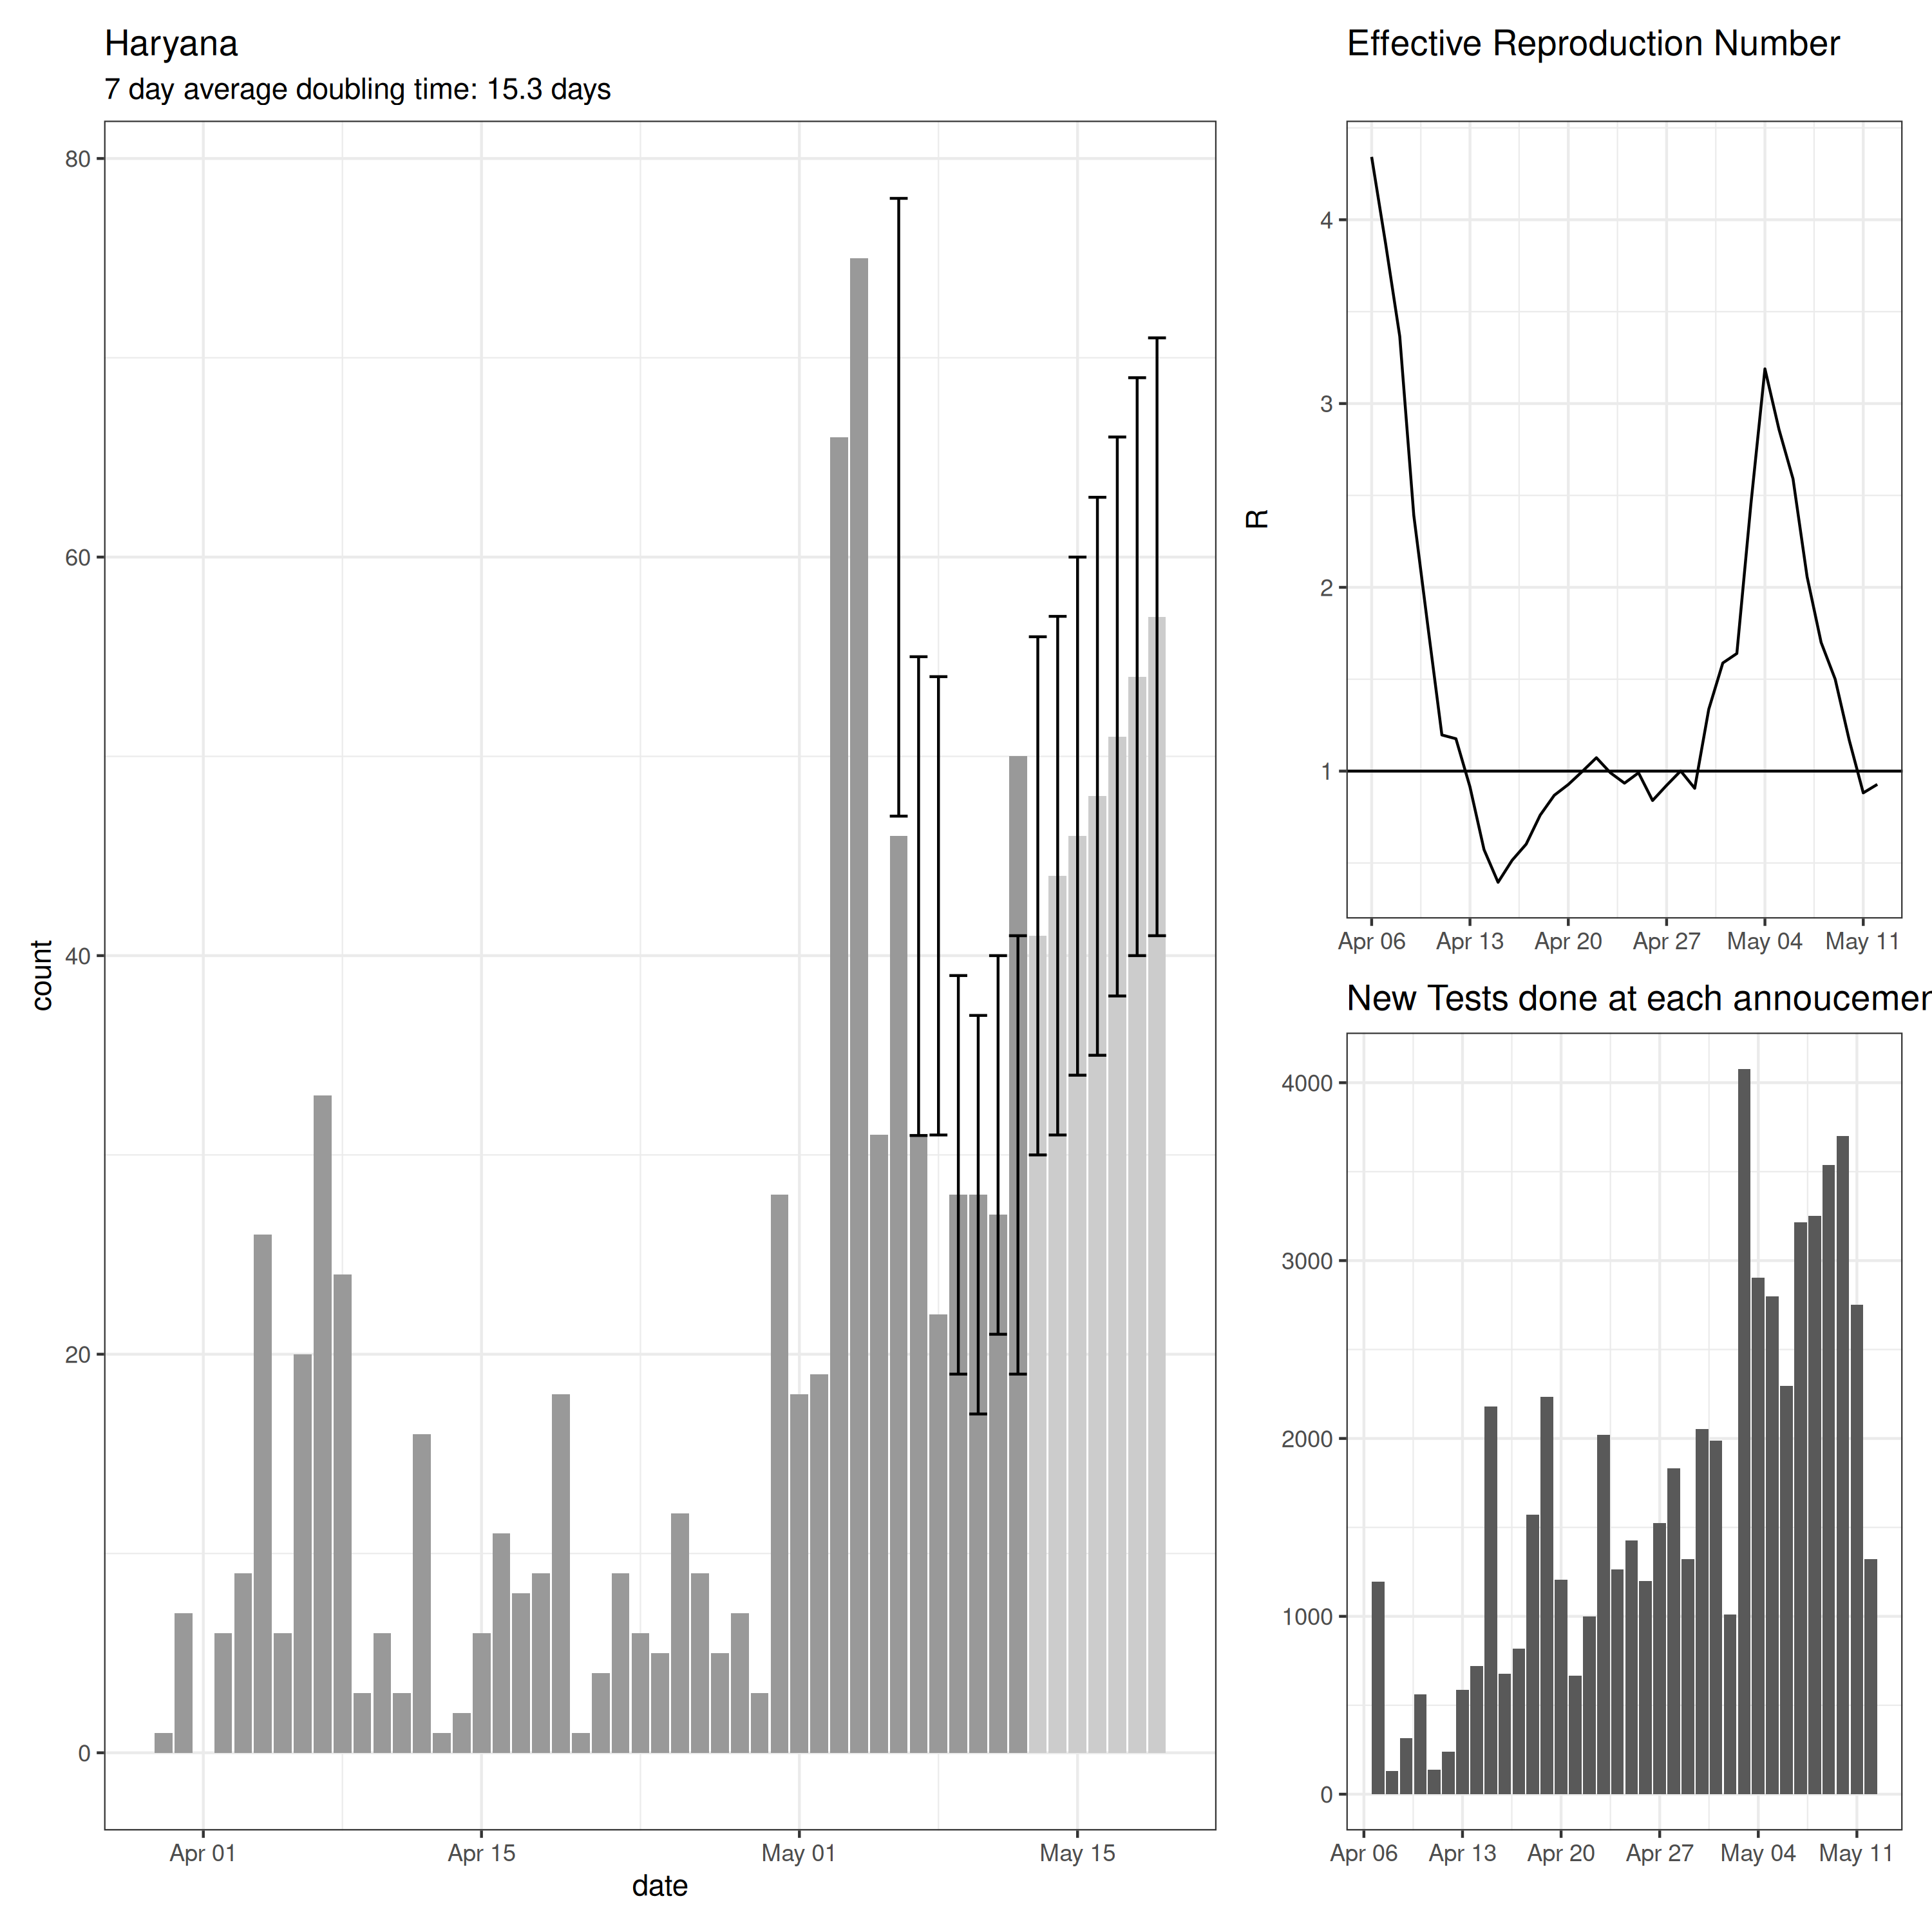 Haryana
7 day average doubling time: 15.3 days
80
60
40
20
0
count
Apr 01
Apr 15
May 01
May 15
date
Effective Reproduction Number
4
3
2
1
R
Apr 06
Apr 13
Apr 20
Apr 27
May 04
May 11
New Tests done at each annoucemen
4000
3000
2000
1000
0
Apr 06
Apr 13
Apr 20
Apr 27
May 04
May 11